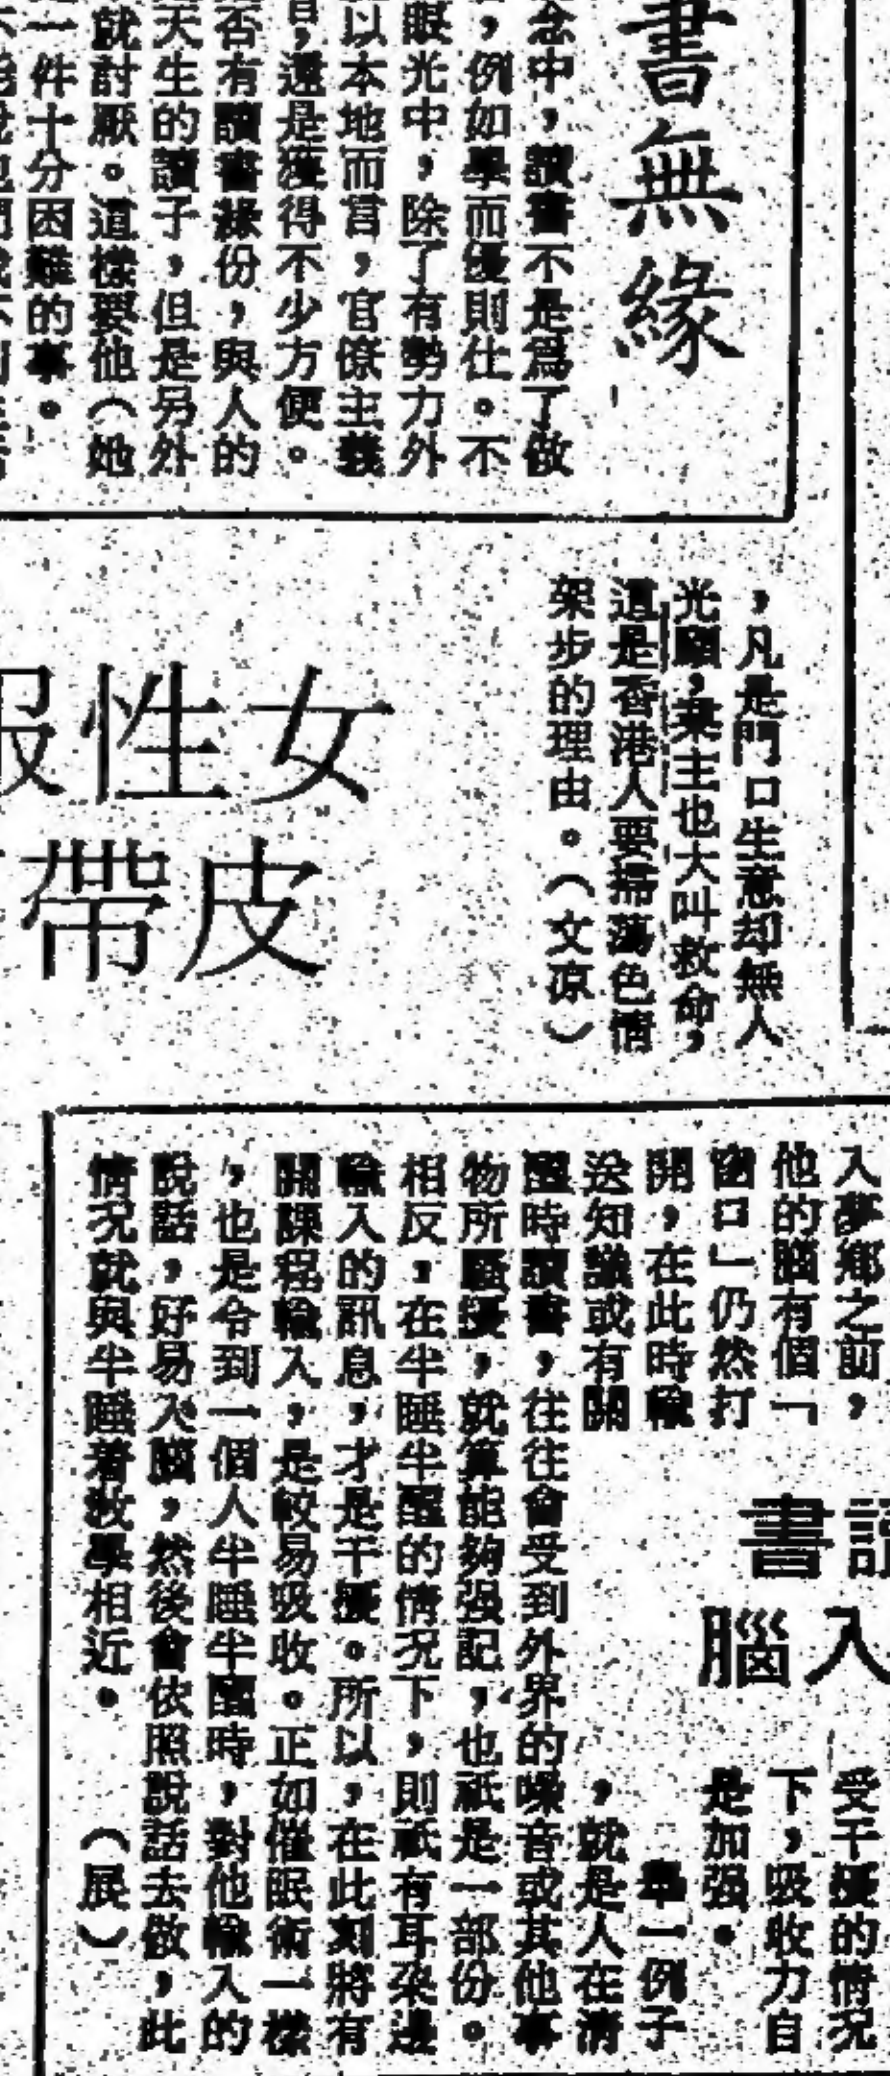 書無緣
念中，讀書不是爲了做
，例如學而優則仕。不
眼光中，除了有勢力外
以本地而言，官僚主義
，還是獲得不少方便。
否有讀書緣份，與人的
天生的讀子，但是另外
就討厭。這樣要他（她
一件十分困難的事。
，凡是門口生意却無人
光顧，業主也大叫救命，
這是香港人要掃蕩色情
架步的理由。（文凉）
女性服
皮帶
入夢鄉之前，
他的腦有個「
窗口」仍然打
開，在此時輸
送知識或有關
書
入腦
受干擾的情況
下，吸收力自
是加强。
舉一例子
，就是人在清
醒時讀書，往往會受到外界的噪音或其他事
物所騷擾，就算能夠强記，也祇是一部份。
相反，在半睡半醒的情況下，則祇有耳朶邊
輸入的訊息，才是干擾。所以，在此刻將有
關課程輸入，是較易吸收。正如催眠術一樣
，也是令到一個人半睡半醒時，對他輸入的
說話，好易入腦，然後會依照說話去做，此
情況就與半睡着敎學相近。（展）